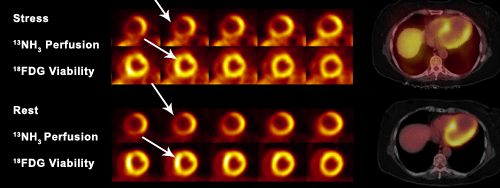 Stress
¹³NH₃ Perfusion
¹⁸FDG Viability
Rest
¹³NH₃ Perfusion
¹⁸FDG Viability